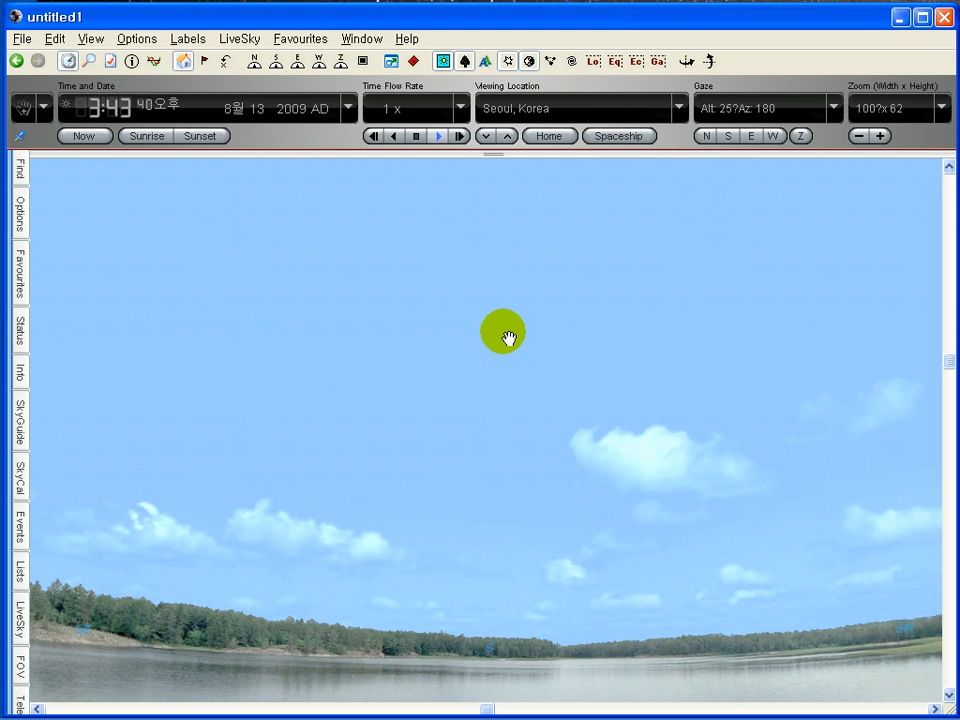 untitled1
File Edit View Options Labels LiveSky Favourites Window Help
Lo Eq Ec Ga
Time and Date Time Flow Rate Viewing Location Gaze Zoom (Width x Height)
3:43 40오후 8월 13 2009 AD 1 x Seoul, Korea Alt: 25?Az: 180 100?x 62
Now Sunrise Sunset Home Spaceship N S E W Z
Find
Options
Favourites
Status
Info
SkyGuide
SkyCal
Events
Lists
LiveSky
FOV
Tele